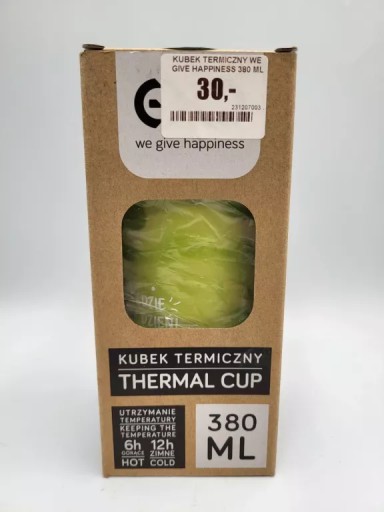 KUBEK TERMICZNY WE
GIVE HAPPINESS 380 ML
30,-
231207093
we give happiness
KUBEK TERMICZNY
THERMAL CUP
UTRZYMANIE
TEMPERATURY
KEEPING THE
TEMPERATURE
6h 12h
GORĄCE ZIMNE
HOT COLD
380
ML